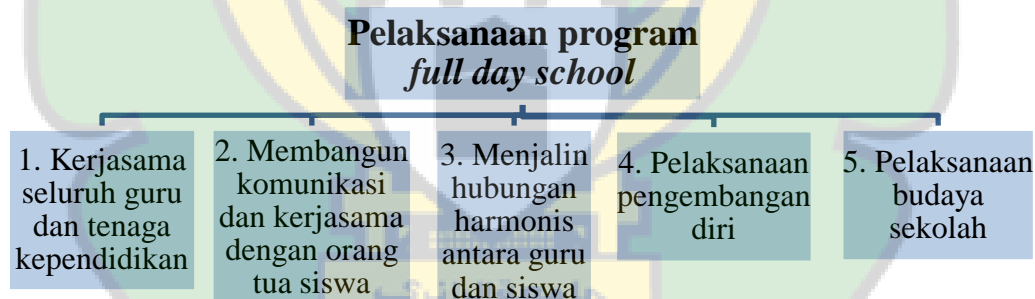 Pelaksanaan program
full day school
1. Kerjasama
seluruh guru
dan tenaga
kependidikan
2. Membangun
komunikasi
dan kerjasama
dengan orang
tua siswa
3. Menjalin
hubungan
harmonis
antara guru
dan siswa
4. Pelaksanaan
pengembangan
diri
5. Pelaksanaan
budaya
sekolah